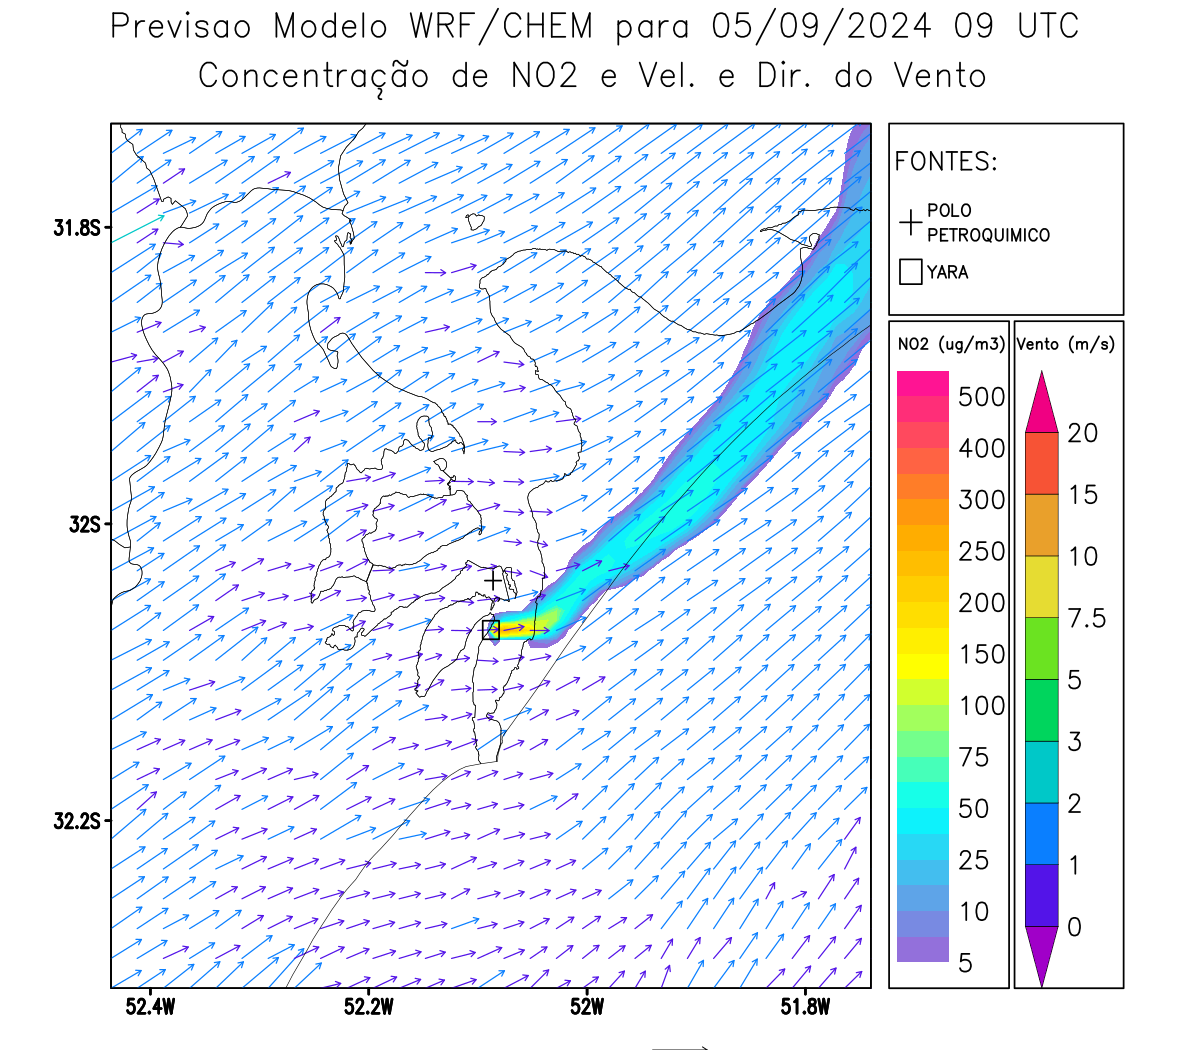 Previsao Modelo WRF/CHEM para 05/09/2024 09 UTC
Concentração de NO2 e Vel. e Dir. do Vento
FONTES:
POLO
PETROQUIMICO
YARA
NO2 (ug/m3)
500
400
300
250
200
150
100
75
50
25
10
5
Vento (m/s)
20
15
10
7.5
5
3
2
1
0
31.8S
32S
32.2S
52.4W
52.2W
52W
51.8W